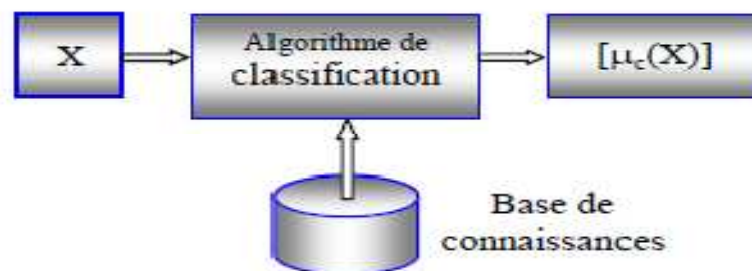 X
Algorithme de
classification
[μc(X)]
Base de
connaissances